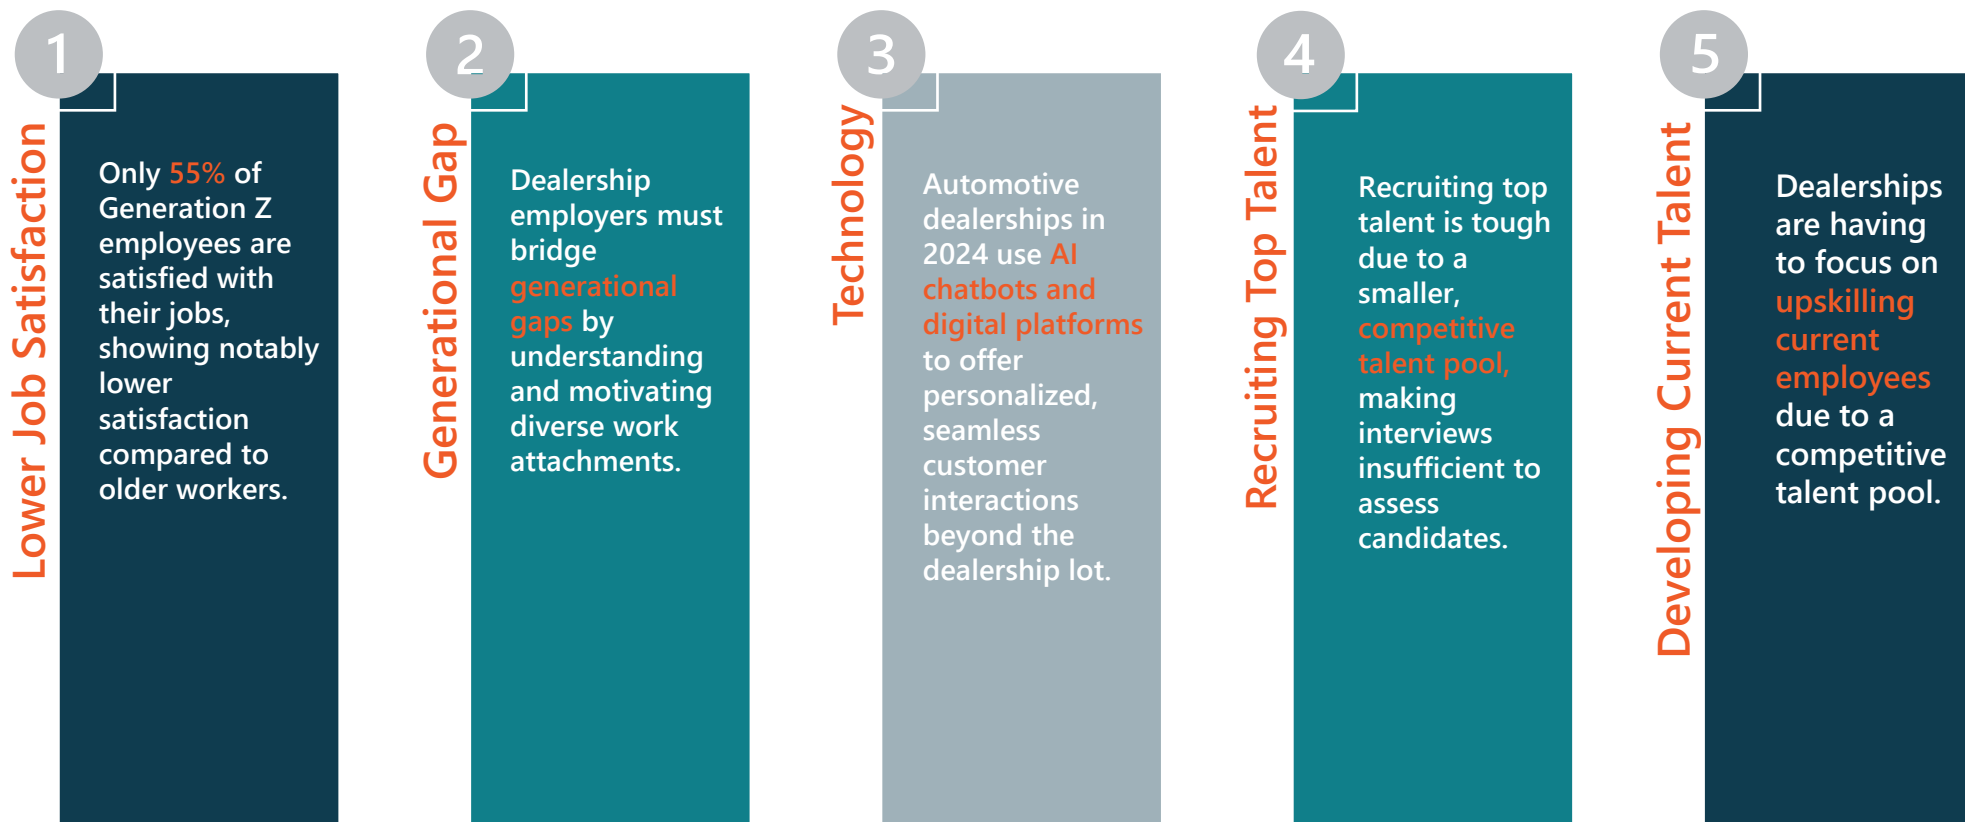 1
Lower Job Satisfaction
Only 55% of
Generation Z
employees are
satisfied with
their jobs,
showing notably
lower
satisfaction
compared to
older workers.
2
Generational Gap
Dealership
employers must
bridge
generational
gaps by
understanding
and motivating
diverse work
attachments.
3
Technology
Automotive
dealerships in
2024 use AI
chatbots and
digital platforms
to offer
personalized,
seamless
customer
interactions
beyond the
dealership lot.
4
Recruiting Top Talent
Recruiting top
talent is tough
due to a
smaller,
competitive
talent pool,
making
interviews
insufficient to
assess
candidates.
5
Developing Current Talent
Dealerships
are having
to focus on
upskilling
current
employees
due to a
competitive
talent pool.